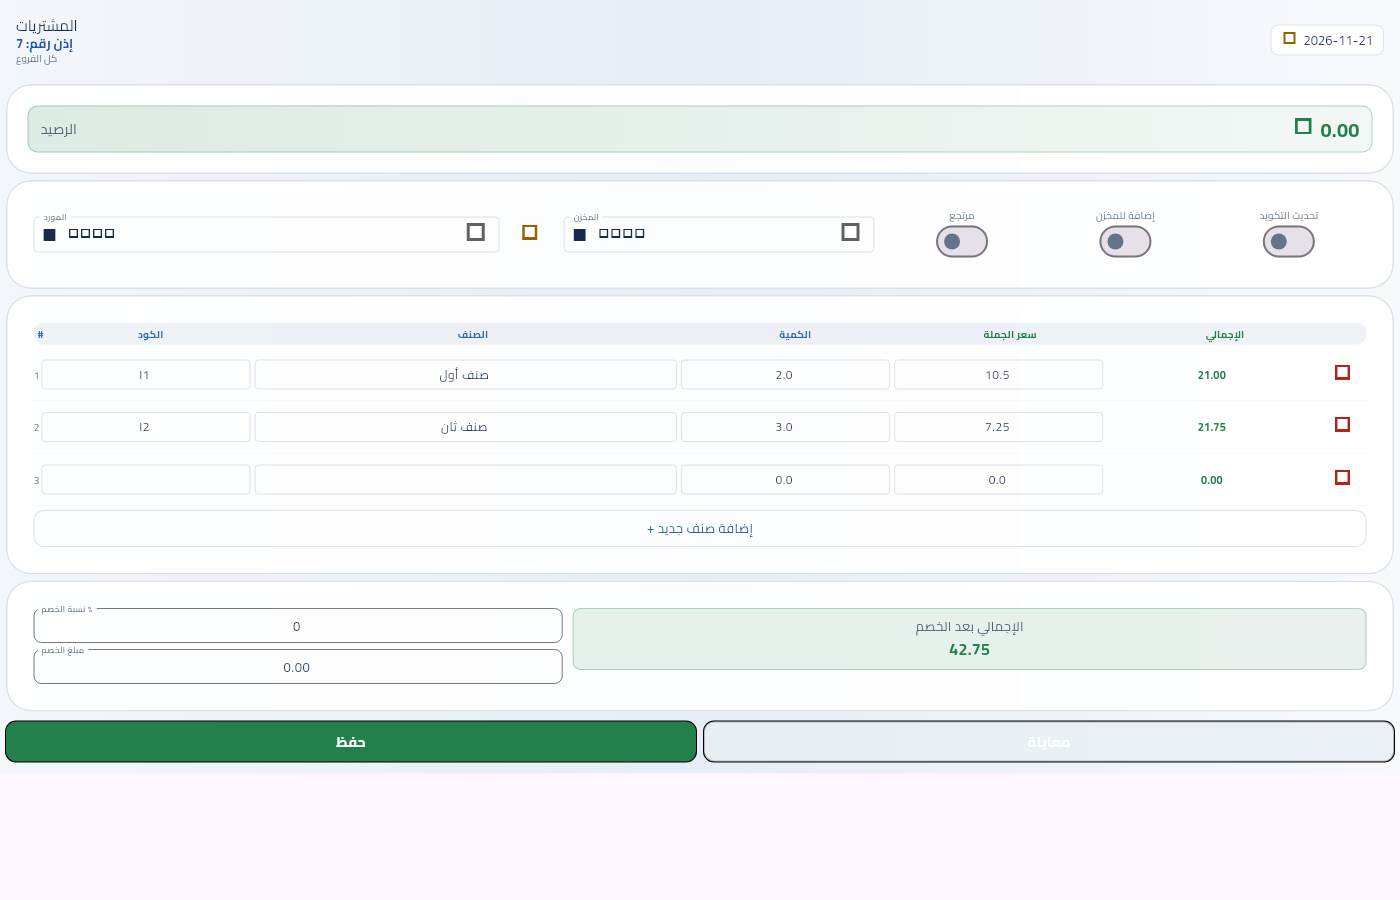 المشتريات
إذن رقم: 7
كل الفروع
2026-11-21
الرصيد
0.00
المورد
المخزن
مرتجع
إضافة للمخزن
تحديث التكويد
# الكود الصنف الكمية سعر الجملة الإجمالي
1 I1 صنف أول 2.0 10.5 21.00
2 I2 صنف ثان 3.0 7.25 21.75
3 0.0 0.0 0.00
إضافة صنف جديد +
نسبة الخصم %
0
مبلغ الخصم
0.00
الإجمالي بعد الخصم
42.75
حفظ
معاينة